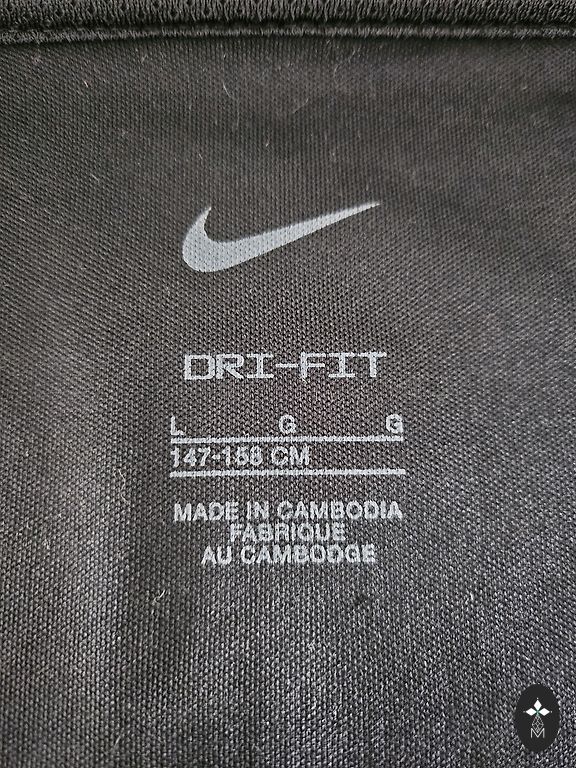 DRI-FIT
L G G
147-158 CM
MADE IN CAMBODIA
FABRIQUE
AU CAMBODGE
M